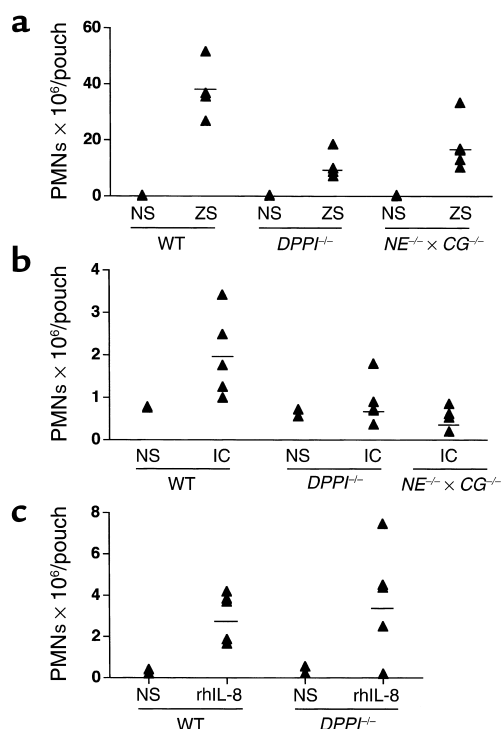 a
PMNs × 10⁶/pouch
60
40
20
0
NS ZS NS ZS NS ZS
WT DPPI⁻/⁻ NE⁻/⁻ × CG⁻/⁻
b
PMNs × 10⁶/pouch
4
3
2
1
0
NS IC NS IC IC
WT DPPI⁻/⁻ NE⁻/⁻ × CG⁻/⁻
c
PMNs × 10⁶/pouch
8
6
4
2
0
NS rhIL-8 NS rhIL-8
WT DPPI⁻/⁻